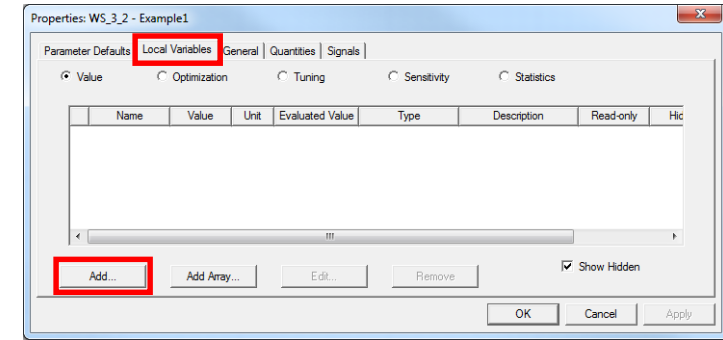 Properties: WS_3_2 - Example1
Parameter Defaults Local Variables General Quantities Signals
Value Optimization Tuning Sensitivity Statistics
Name Value Unit Evaluated Value Type Description Read-only Hid
Add... Add Array... Edit... Remove Show Hidden
OK Cancel Apply